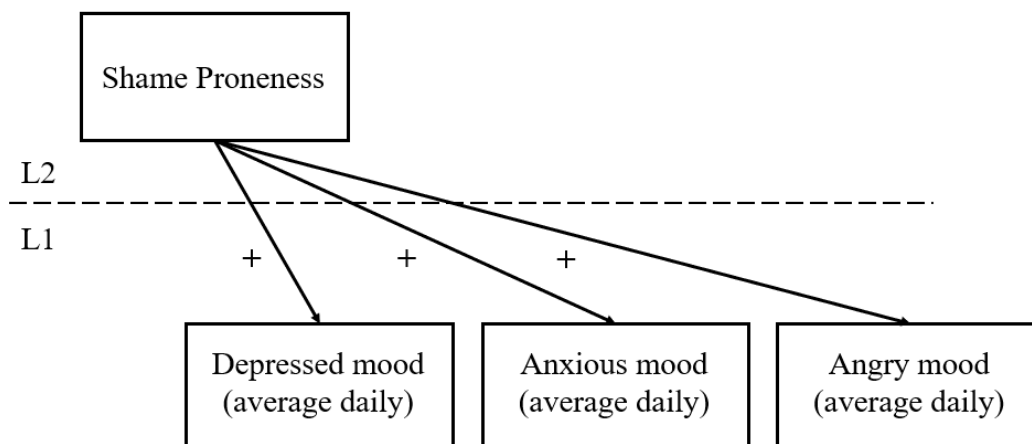 Shame Proneness
L2
L1
+ + +
Depressed mood
(average daily)
Anxious mood
(average daily)
Angry mood
(average daily)